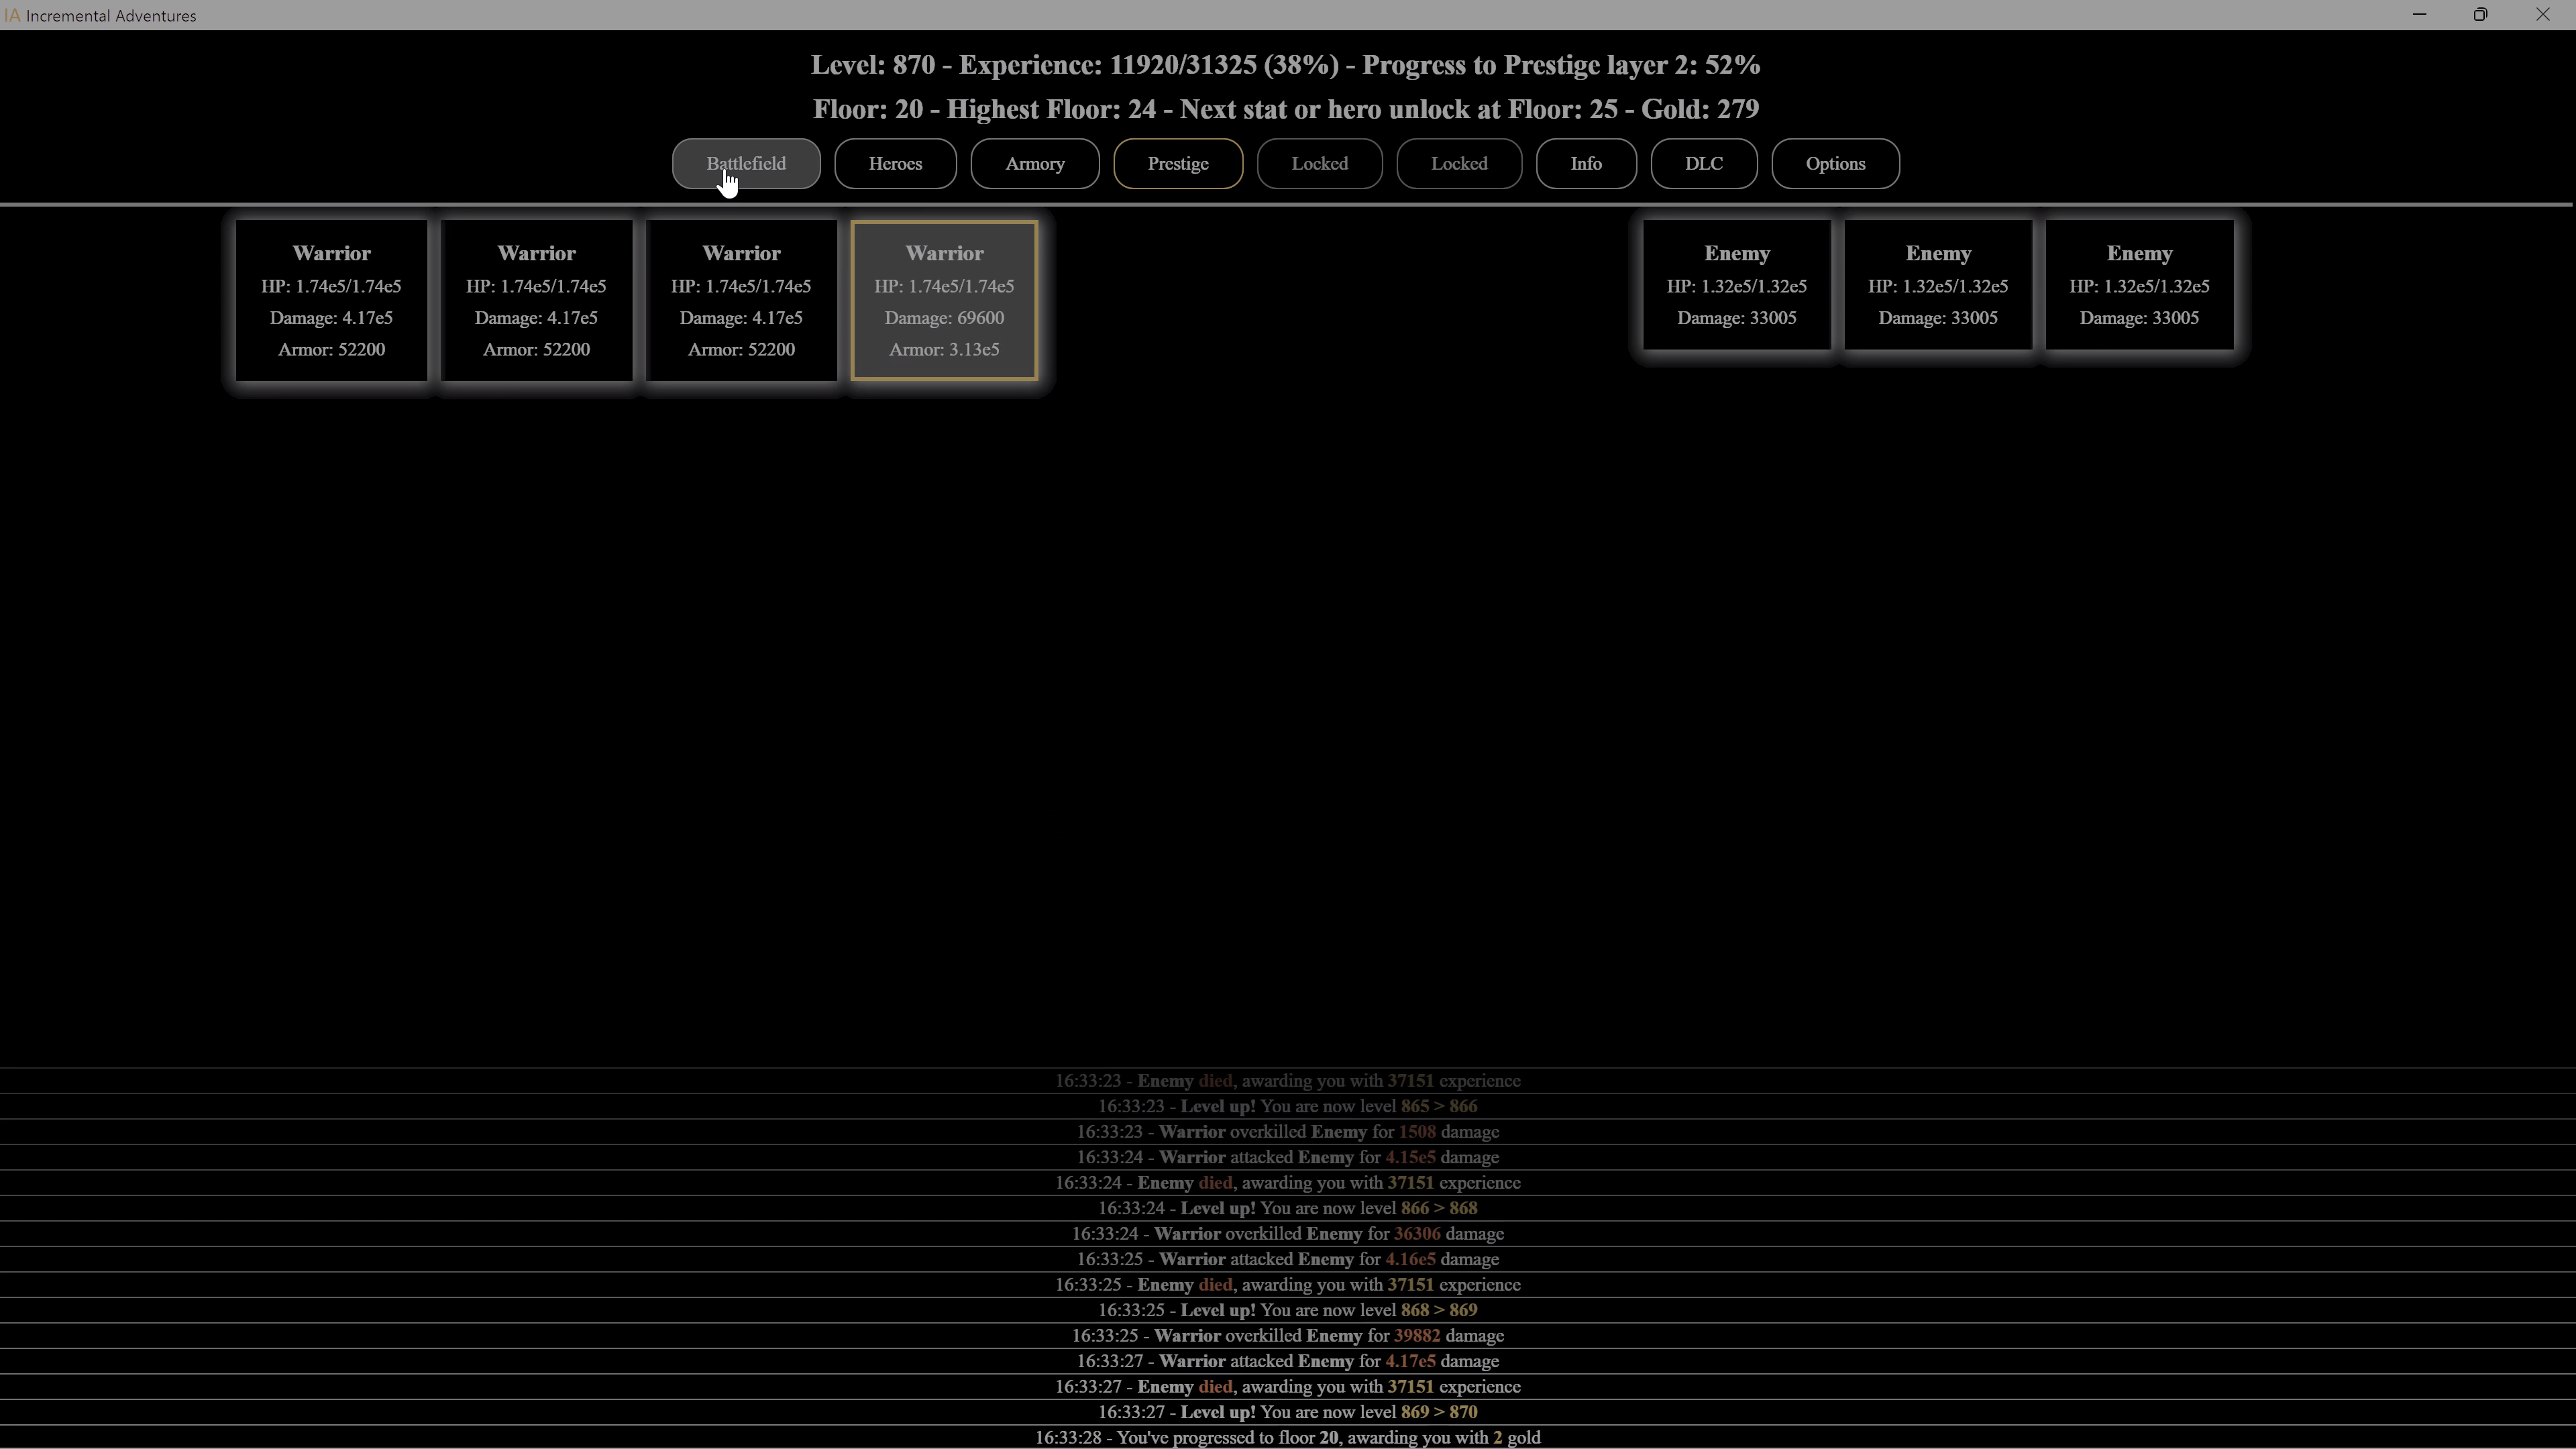 IA Incremental Adventures
Level: 870 - Experience: 11920/31325 (38%) - Progress to Prestige layer 2: 52%
Floor: 20 - Highest Floor: 24 - Next stat or hero unlock at Floor: 25 - Gold: 279
Battlefield Heroes Armory Prestige Locked Locked Info DLC Options
Warrior Warrior Warrior Warrior Enemy Enemy Enemy
HP: 1.74e5/1.74e5 HP: 1.74e5/1.74e5 HP: 1.74e5/1.74e5 HP: 1.74e5/1.74e5 HP: 1.32e5/1.32e5 HP: 1.32e5/1.32e5 HP: 1.32e5/1.32e5
Damage: 4.17e5 Damage: 4.17e5 Damage: 4.17e5 Damage: 69600 Damage: 33005 Damage: 33005 Damage: 33005
Armor: 52200 Armor: 52200 Armor: 52200 Armor: 3.13e5
16:33:23 - Enemy died, awarding you with 37151 experience
16:33:23 - Level up! You are now level 865 > 866
16:33:23 - Warrior overkilled Enemy for 1508 damage
16:33:24 - Warrior attacked Enemy for 4.15e5 damage
16:33:24 - Enemy died, awarding you with 37151 experience
16:33:24 - Level up! You are now level 866 > 868
16:33:24 - Warrior overkilled Enemy for 36306 damage
16:33:25 - Warrior attacked Enemy for 4.16e5 damage
16:33:25 - Enemy died, awarding you with 37151 experience
16:33:25 - Level up! You are now level 868 > 869
16:33:25 - Warrior overkilled Enemy for 39882 damage
16:33:27 - Warrior attacked Enemy for 4.17e5 damage
16:33:27 - Enemy died, awarding you with 37151 experience
16:33:27 - Level up! You are now level 869 > 870
16:33:28 - You've progressed to floor 20, awarding you with 2 gold